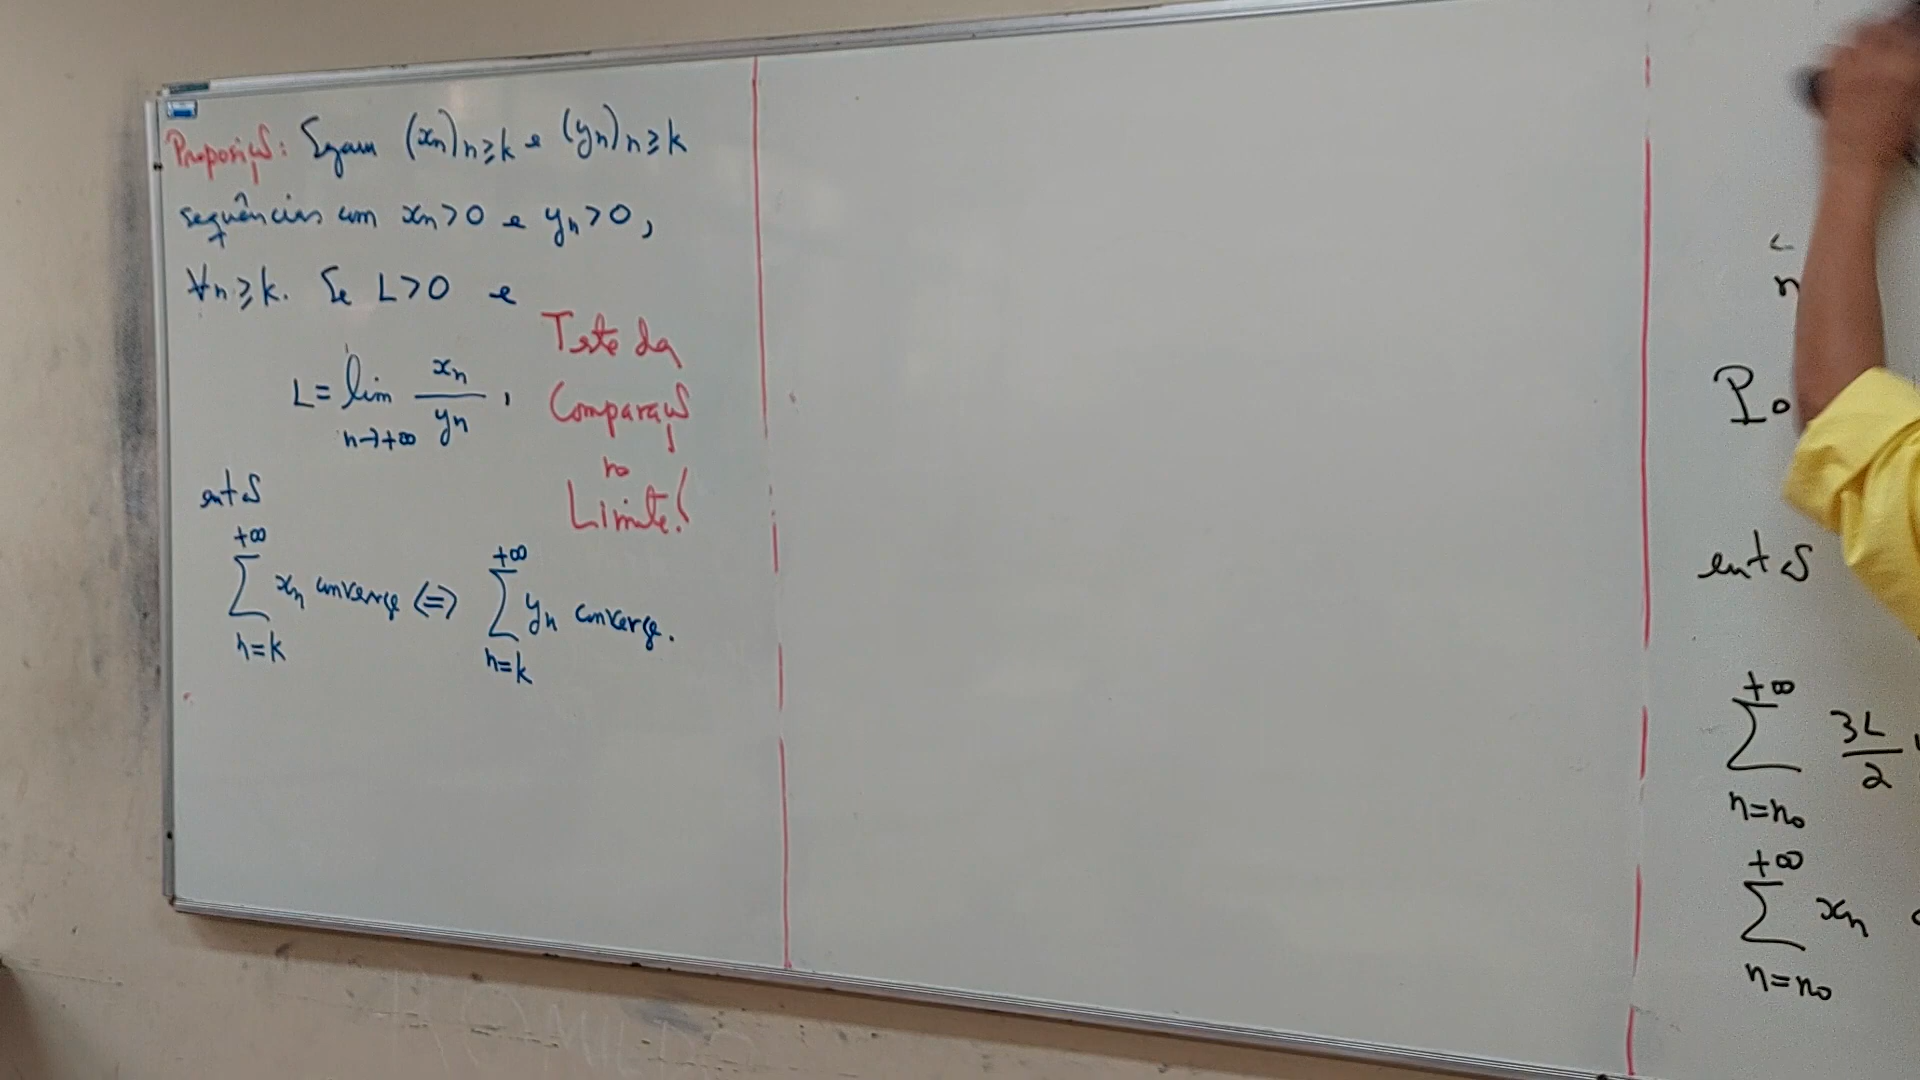 Proposição: Sejam (xn)n≥k e (yn)n≥k
sequências com xn>0 e yn>0,
∀n≥k. Se L>0 e
L = lim n→+∞ xn/yn ,
Teste da
Comparação
no
Limite!
então
+∞
∑ xn converge ⇔ ∑ yn converge.
n=k
+∞
n=k
n
então
+∞
∑ 3L/2
n=n0
+∞
∑ xn
n=n0